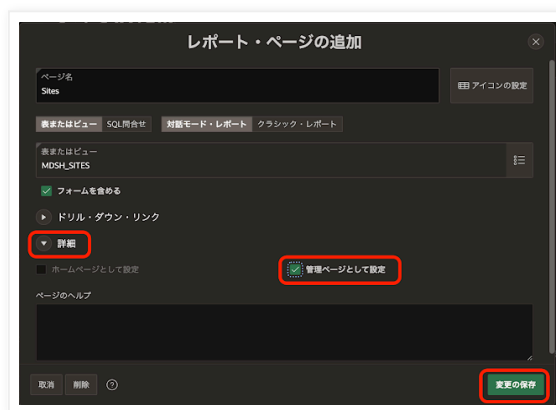 レポート・ページの追加
ページ名
Sites
アイコンの設定
表またはビュー SQL問合せ 対話モード・レポート クラシック・レポート
表またはビュー
MDSH_SITES
フォームを含める
ドリル・ダウン・リンク
詳細
ホームページとして設定 管理ページとして設定
ページのヘルプ
取消 削除 変更の保存